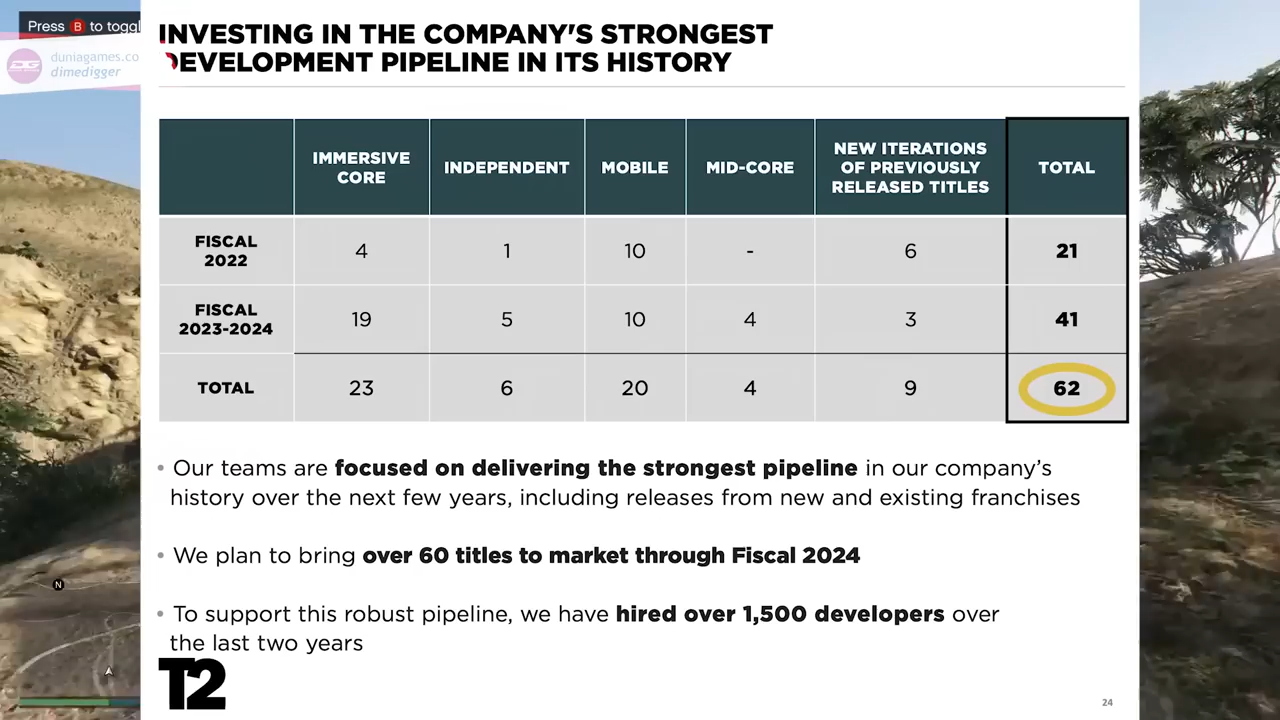 Press B to toggl
duniagames.co
dimedigger
INVESTING IN THE COMPANY'S STRONGEST
DEVELOPMENT PIPELINE IN ITS HISTORY
IMMERSIVE CORE INDEPENDENT MOBILE MID-CORE NEW ITERATIONS OF PREVIOUSLY RELEASED TITLES TOTAL
FISCAL 2022 4 1 10 - 6 21
FISCAL 2023-2024 19 5 10 4 3 41
TOTAL 23 6 20 4 9 62
• Our teams are focused on delivering the strongest pipeline in our company's
history over the next few years, including releases from new and existing franchises
• We plan to bring over 60 titles to market through Fiscal 2024
• To support this robust pipeline, we have hired over 1,500 developers over
the last two years
T2
24
N